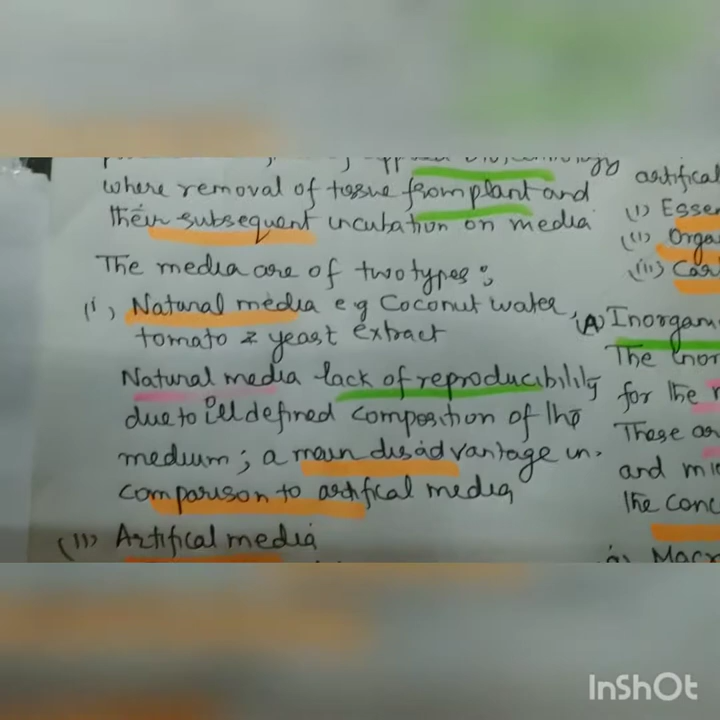 where removal of tissue from plant and
their subsequent incubation on media
The media are of two types :
(i) Natural media e g Coconut water,
tomato & yeast extract
Natural media lack of reproducibility
due to ill defined composition of the
medium ; a main disadvantage in
comparison to artifical media,
(II) Artifical media
artifical
(i) Essen
(ii) Orga
(iii) Car
(A) Inorgan
The Inor
for the
These ar
and mi
the conc
a) Macr
InShOt